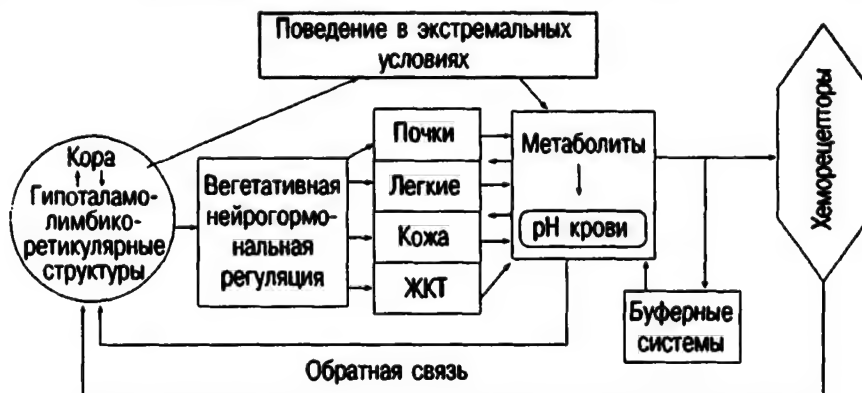 Поведение в экстремальных
условиях
Кора
Гипоталамо-
лимбико-
ретикулярные
структуры
Вегетативная
нейрогормо-
нальная
регуляция
Почки
Легкие
Кожа
ЖКТ
Метаболиты
pH крови
Хеморецепторы
Буферные
системы
Обратная связь